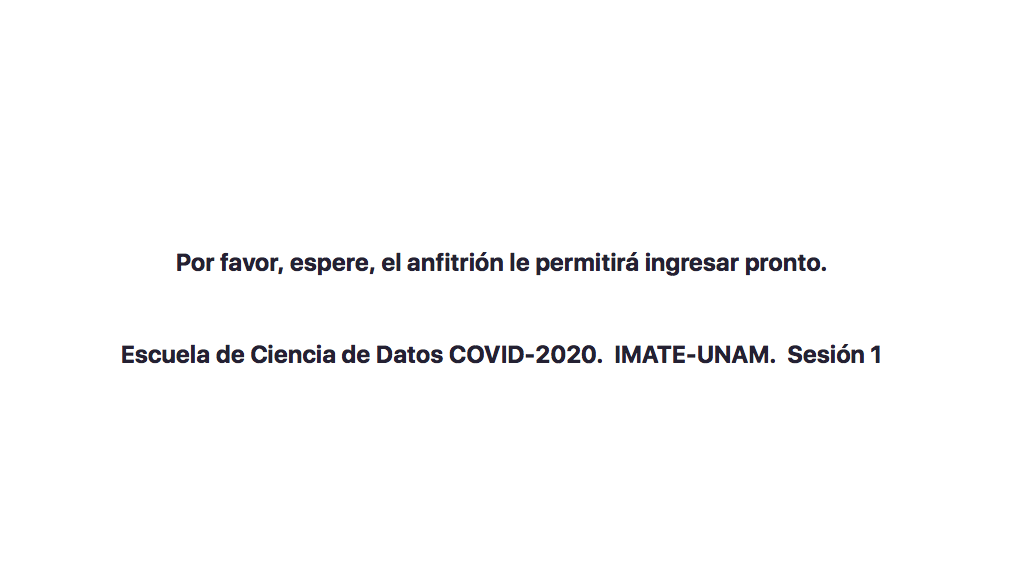 Por favor, espere, el anfitrión le permitirá ingresar pronto.
Escuela de Ciencia de Datos COVID-2020.  IMATE-UNAM.  Sesión 1